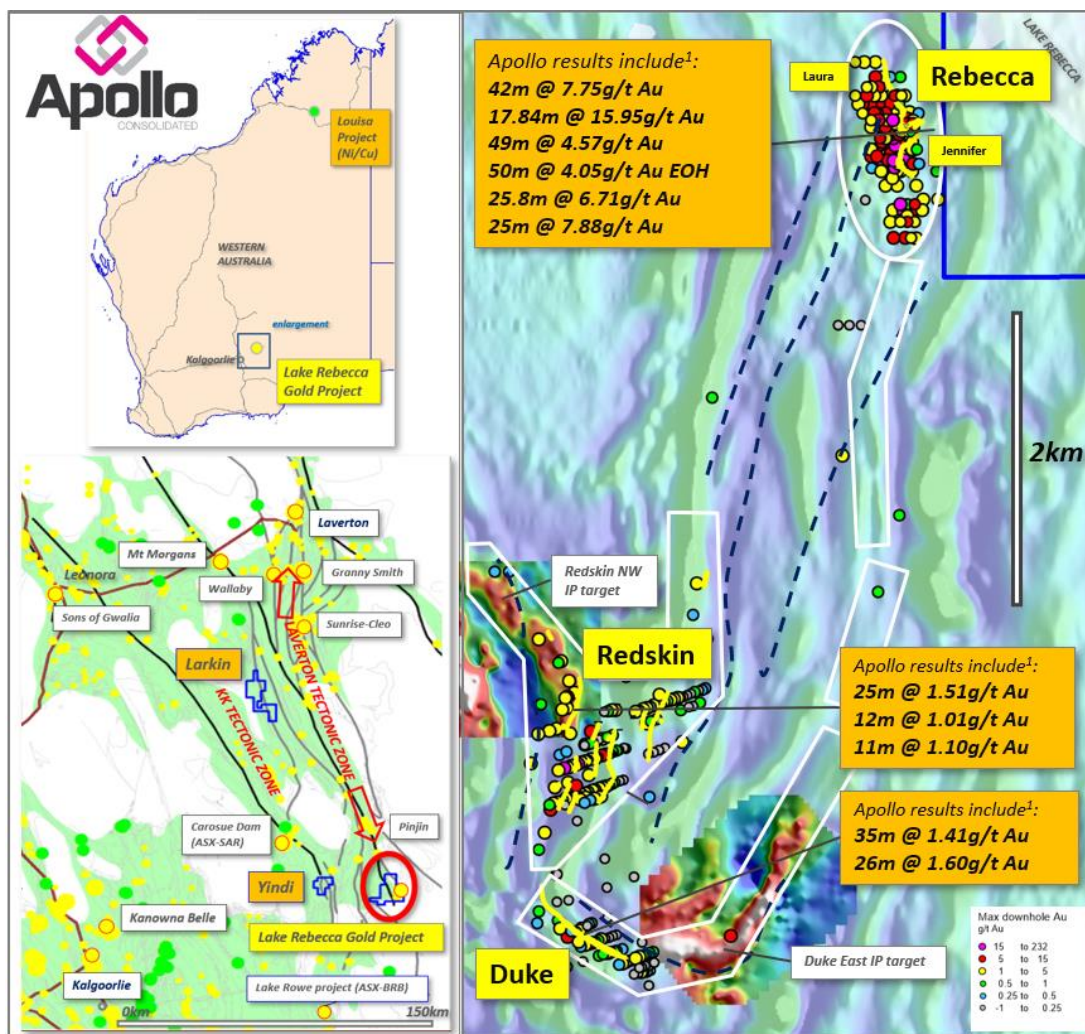 Apollo
CONSOLIDATED
Louisa
Project
(Ni/Cu)
WESTERN
AUSTRALIA
enlargement
Kalgoorlie
Lake Rebecca
Gold Project
Laverton
Mt Morgans
Leonora
Wallaby
Granny Smith
Sons of Gwalia
Sunrise-Cleo
Larkin
LAVERTON TECTONIC ZONE
KK TECTONIC ZONE
Carosue Dam
(ASX-SAR)
Pinjin
Yindi
Kanowna Belle
Lake Rebecca Gold Project
Kalgoorlie
Lake Rowe project (ASX-BRB)
0km
150km
Apollo results include1:
42m @ 7.75g/t Au
17.84m @ 15.95g/t Au
49m @ 4.57g/t Au
50m @ 4.05g/t Au EOH
25.8m @ 6.71g/t Au
25m @ 7.88g/t Au
Laura
Rebecca
LAKE REBECCA
Jennifer
2km
Redskin NW
IP target
Redskin
Apollo results include1:
25m @ 1.51g/t Au
12m @ 1.01g/t Au
11m @ 1.10g/t Au
Apollo results include1:
35m @ 1.41g/t Au
26m @ 1.60g/t Au
Duke
Duke East IP target
Max downhole Au
g/t Au
15 to 232
5 to 15
1 to 5
0.5 to 1
0.25 to 0.5
-1 to 0.25